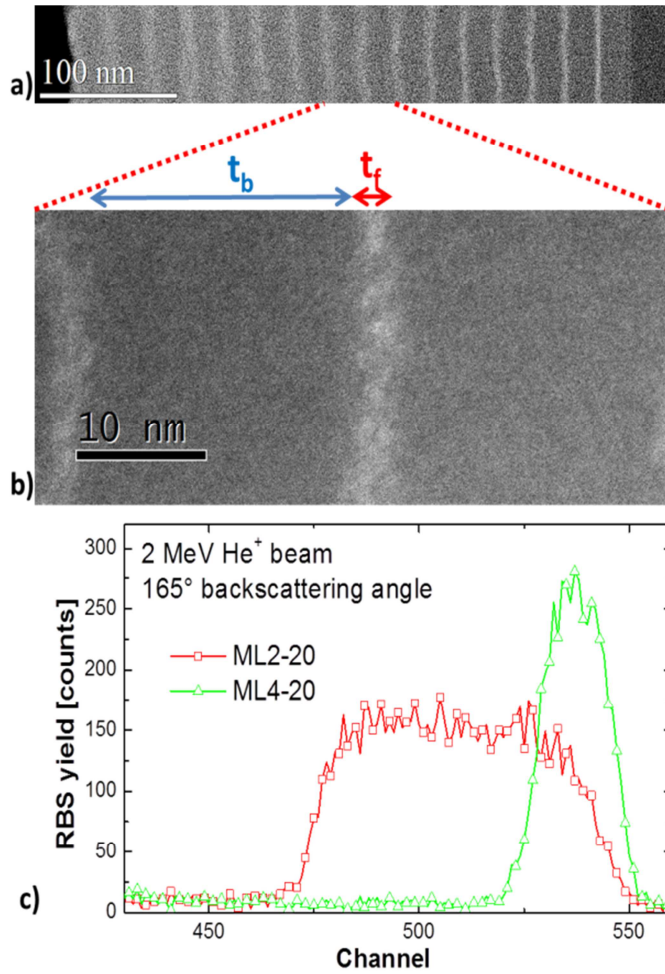 100 nm
a)
t_b
t_f
10 nm
b)
300
250
200
150
100
50
0
RBS yield [counts]
2 MeV He⁺ beam
165° backscattering angle
ML2-20
ML4-20
c)
450
500
550
Channel